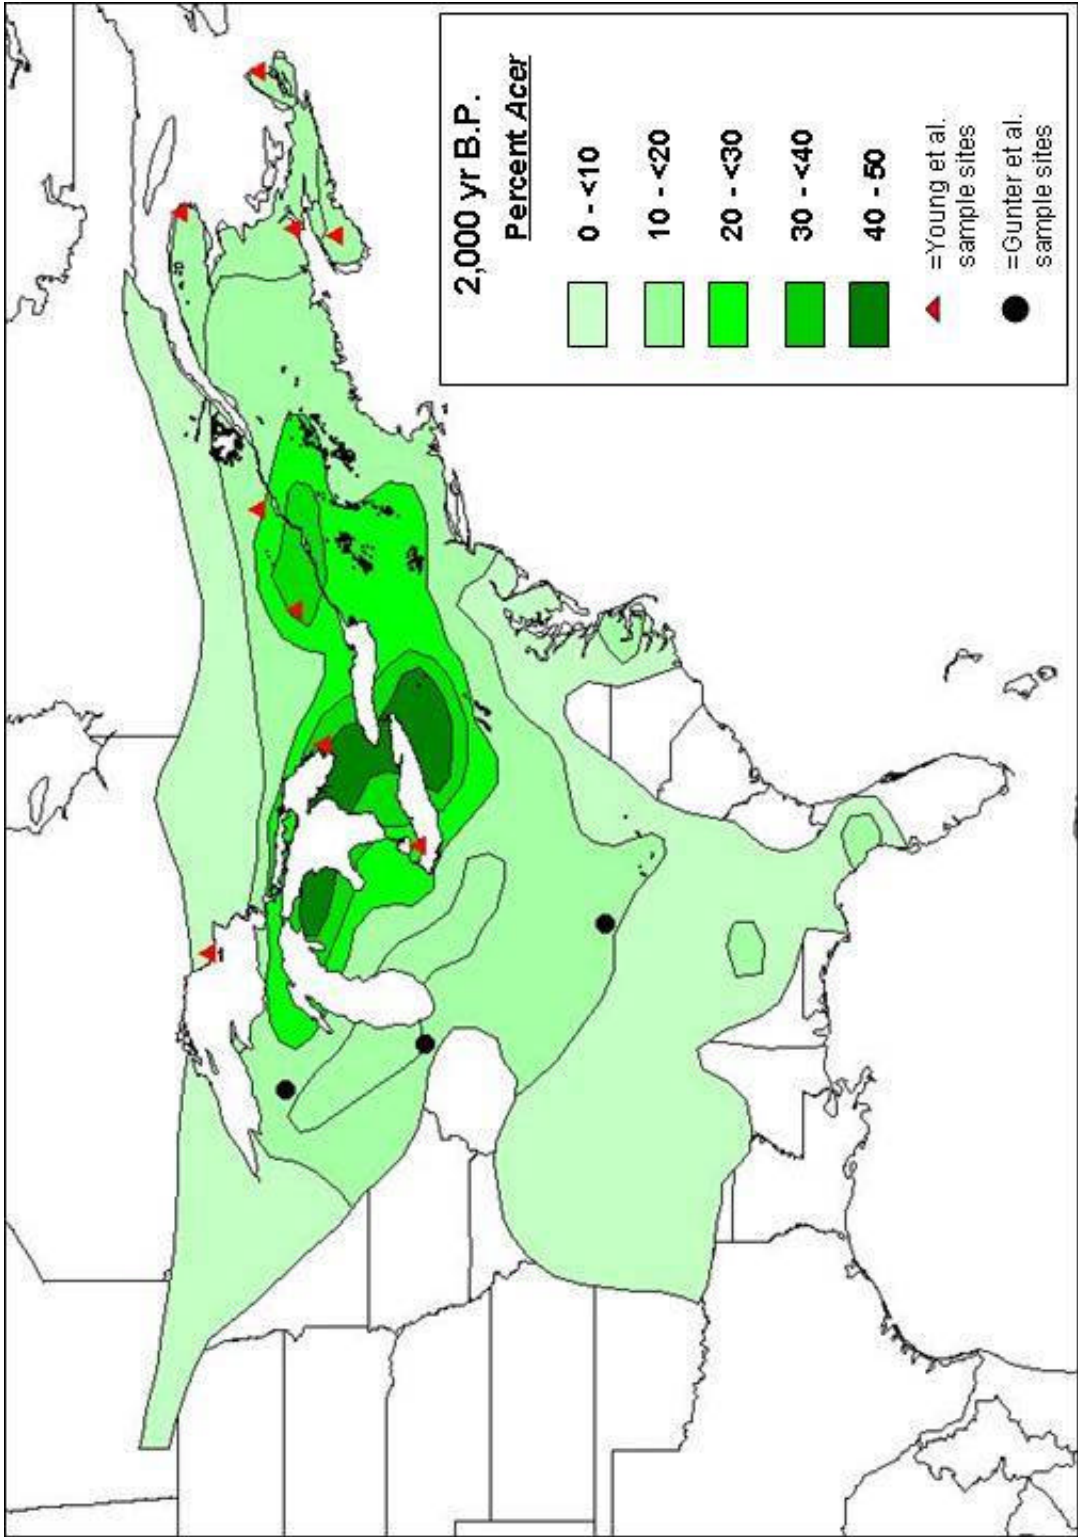 2,000 yr B.P.
Percent Acer
0 - <10
10 - <20
20 - <30
30 - <40
40 - 50
=Young et al.
sample sites
=Gunter et al.
sample sites